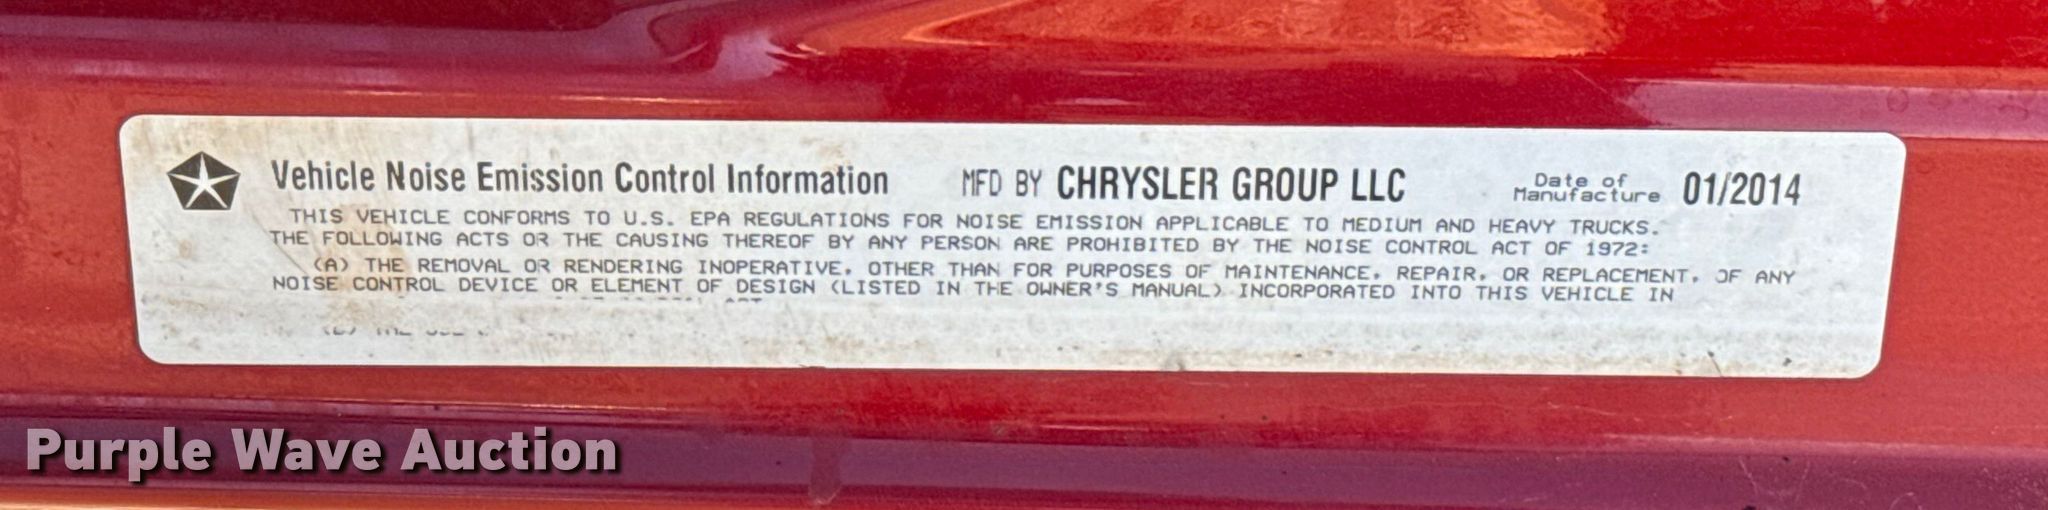 Vehicle Noise Emission Control Information MFD BY CHRYSLER GROUP LLC Date of Manufacture 01/2014
THIS VEHICLE CONFORMS TO U.S. EPA REGULATIONS FOR NOISE EMISSION APPLICABLE TO MEDIUM AND HEAVY TRUCKS.
THE FOLLOWING ACTS OR THE CAUSING THEREOF BY ANY PERSON ARE PROHIBITED BY THE NOISE CONTROL ACT OF 1972:
(A) THE REMOVAL OR RENDERING INOPERATIVE, OTHER THAN FOR PURPOSES OF MAINTENANCE, REPAIR, OR REPLACEMENT, OF ANY
NOISE CONTROL DEVICE OR ELEMENT OF DESIGN (LISTED IN THE OWNER'S MANUAL) INCORPORATED INTO THIS VEHICLE IN
Purple Wave Auction